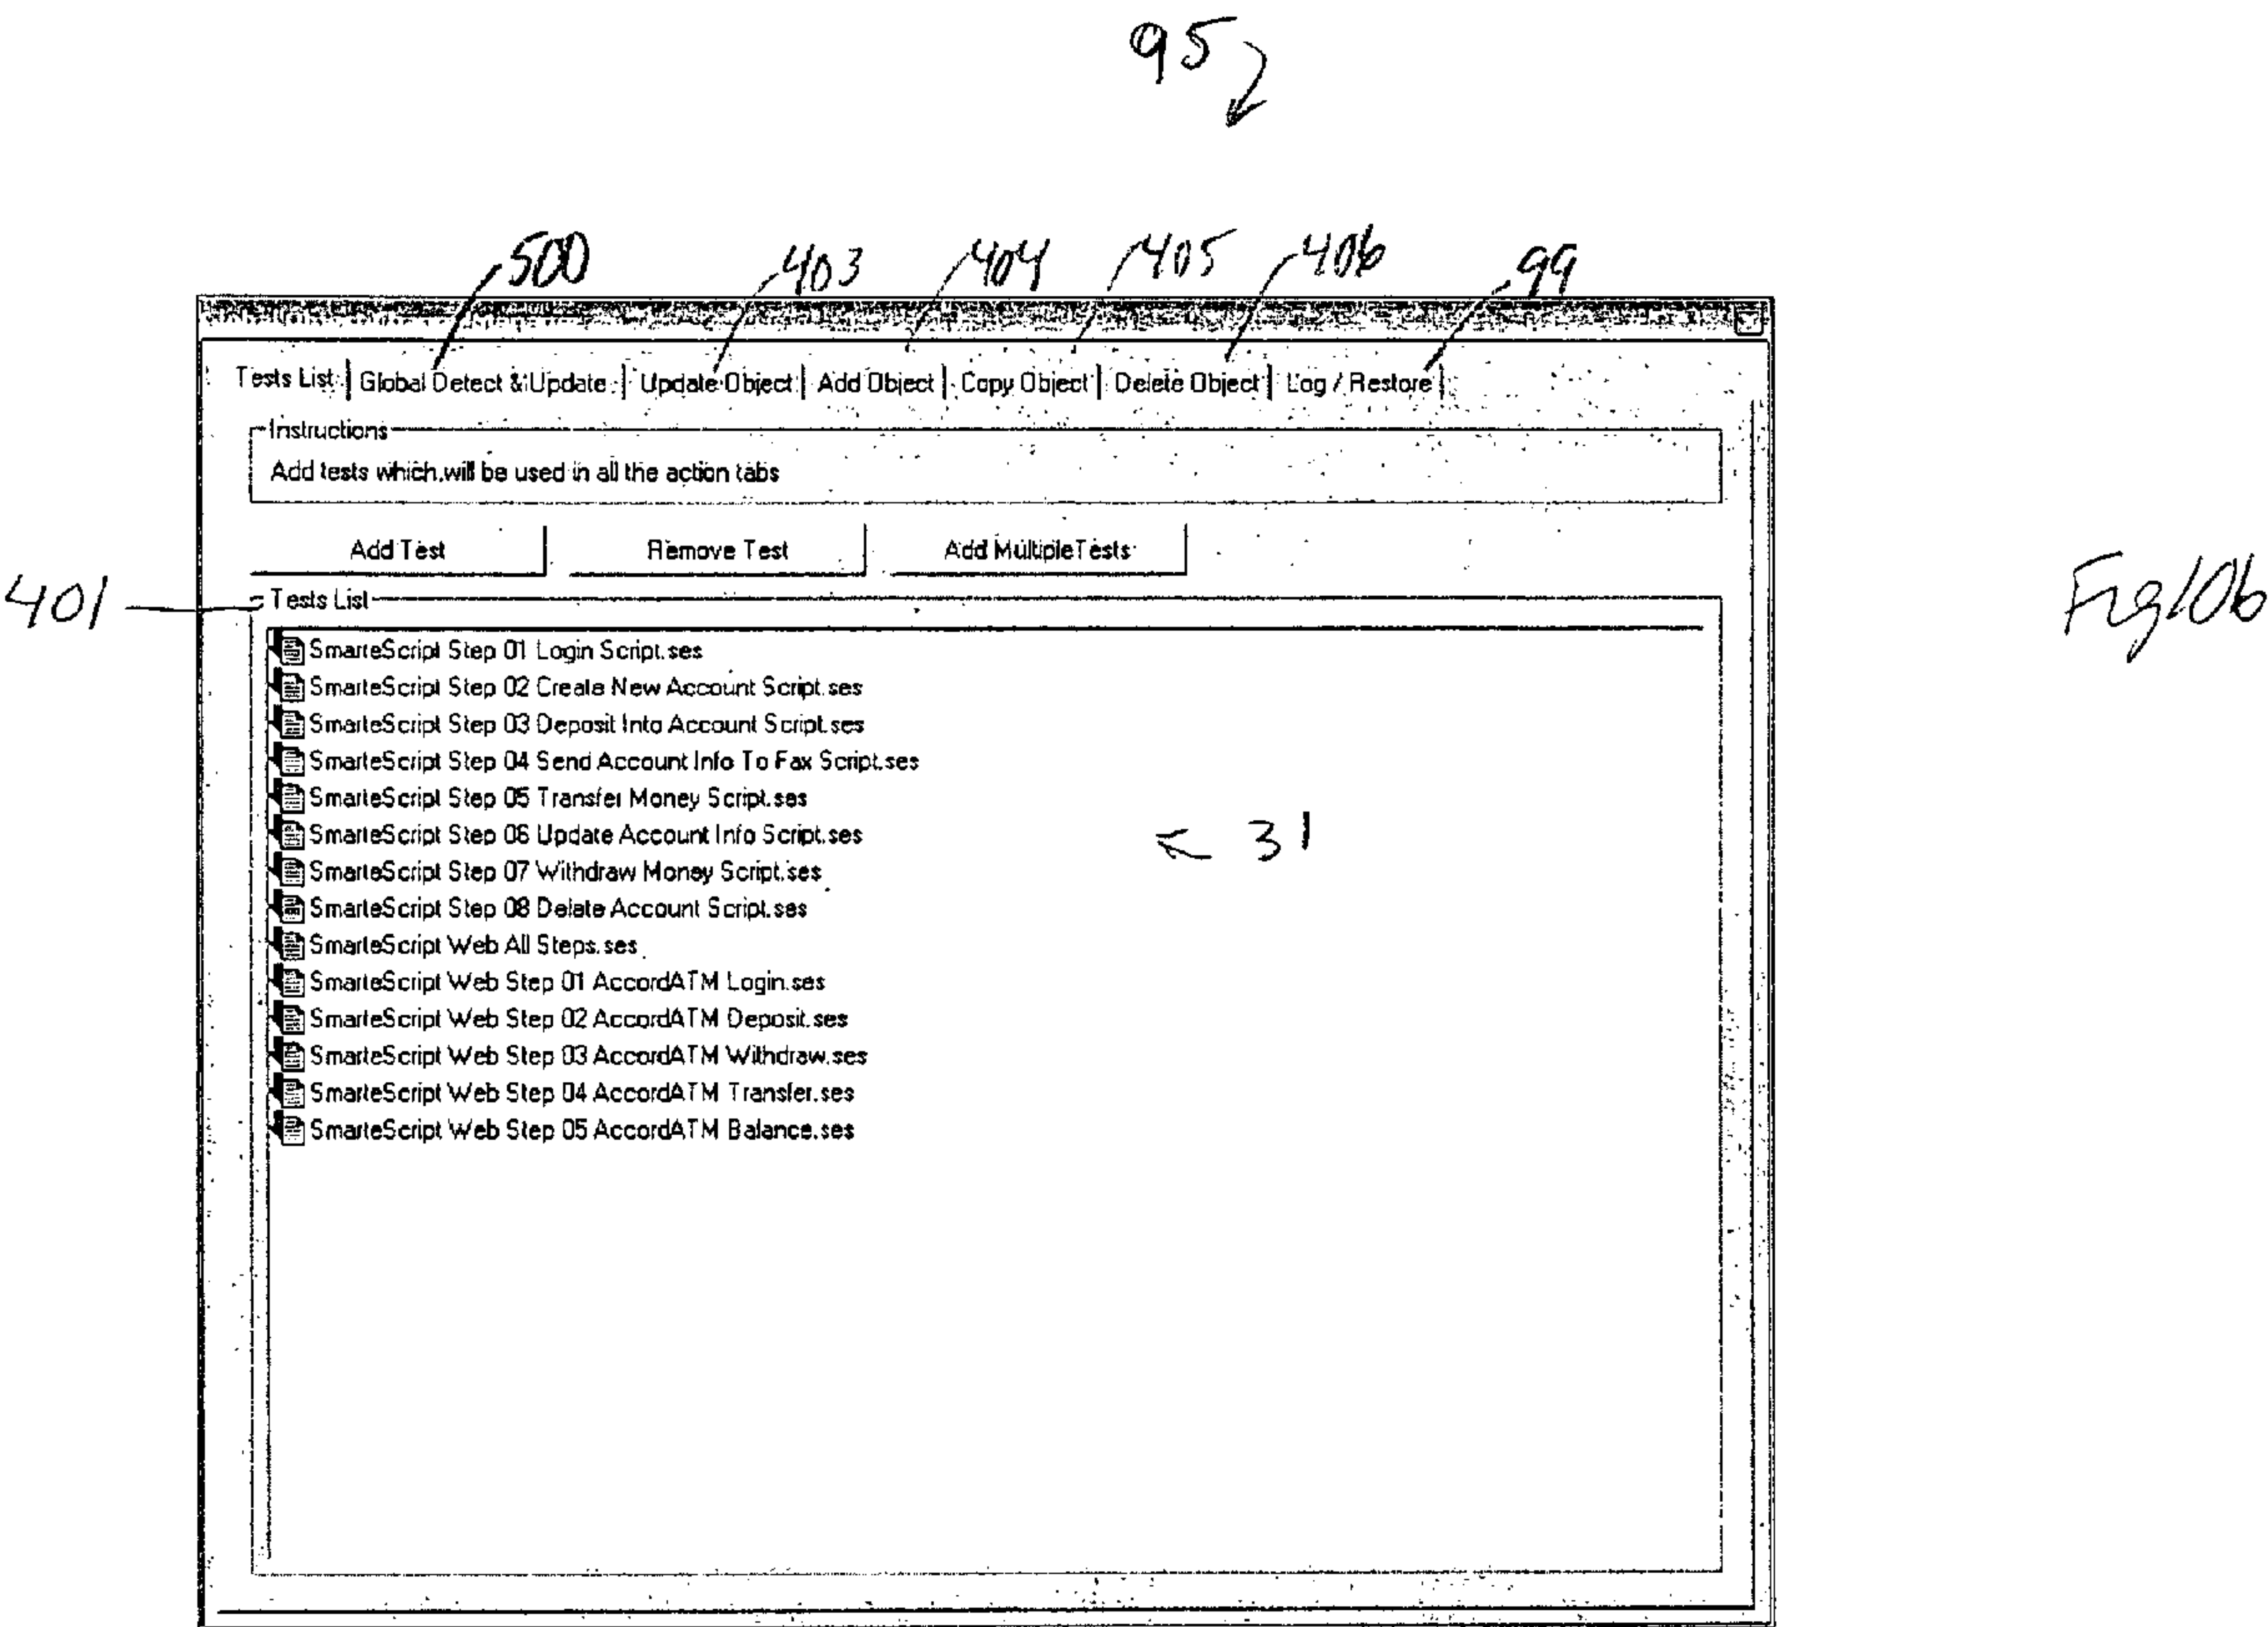 95
500 403 404 405 406 99
Tests List Global Detect & Update Update Object Add Object Copy Object Delete Object Log / Restore
Instructions
Add tests which will be used in all the action tabs
Add Test Remove Test Add MultipleTests
401
Tests List
Fig 10b
SmarteScript Step 01 Login Script.ses
SmarteScript Step 02 Create New Account Script.ses
SmarteScript Step 03 Deposit Into Account Script.ses
SmarteScript Step 04 Send Account Info To Fax Script.ses
SmarteScript Step 05 Transfer Money Script.ses
SmarteScript Step 06 Update Account Info Script.ses
31
SmarteScript Step 07 Withdraw Money Script.ses
SmarteScript Step 08 Delete Account Script.ses
SmarteScript Web All Steps.ses
SmarteScript Web Step 01 AccordATM Login.ses
SmarteScript Web Step 02 AccordATM Deposit.ses
SmarteScript Web Step 03 AccordATM Withdraw.ses
SmarteScript Web Step 04 AccordATM Transfer.ses
SmarteScript Web Step 05 AccordATM Balance.ses